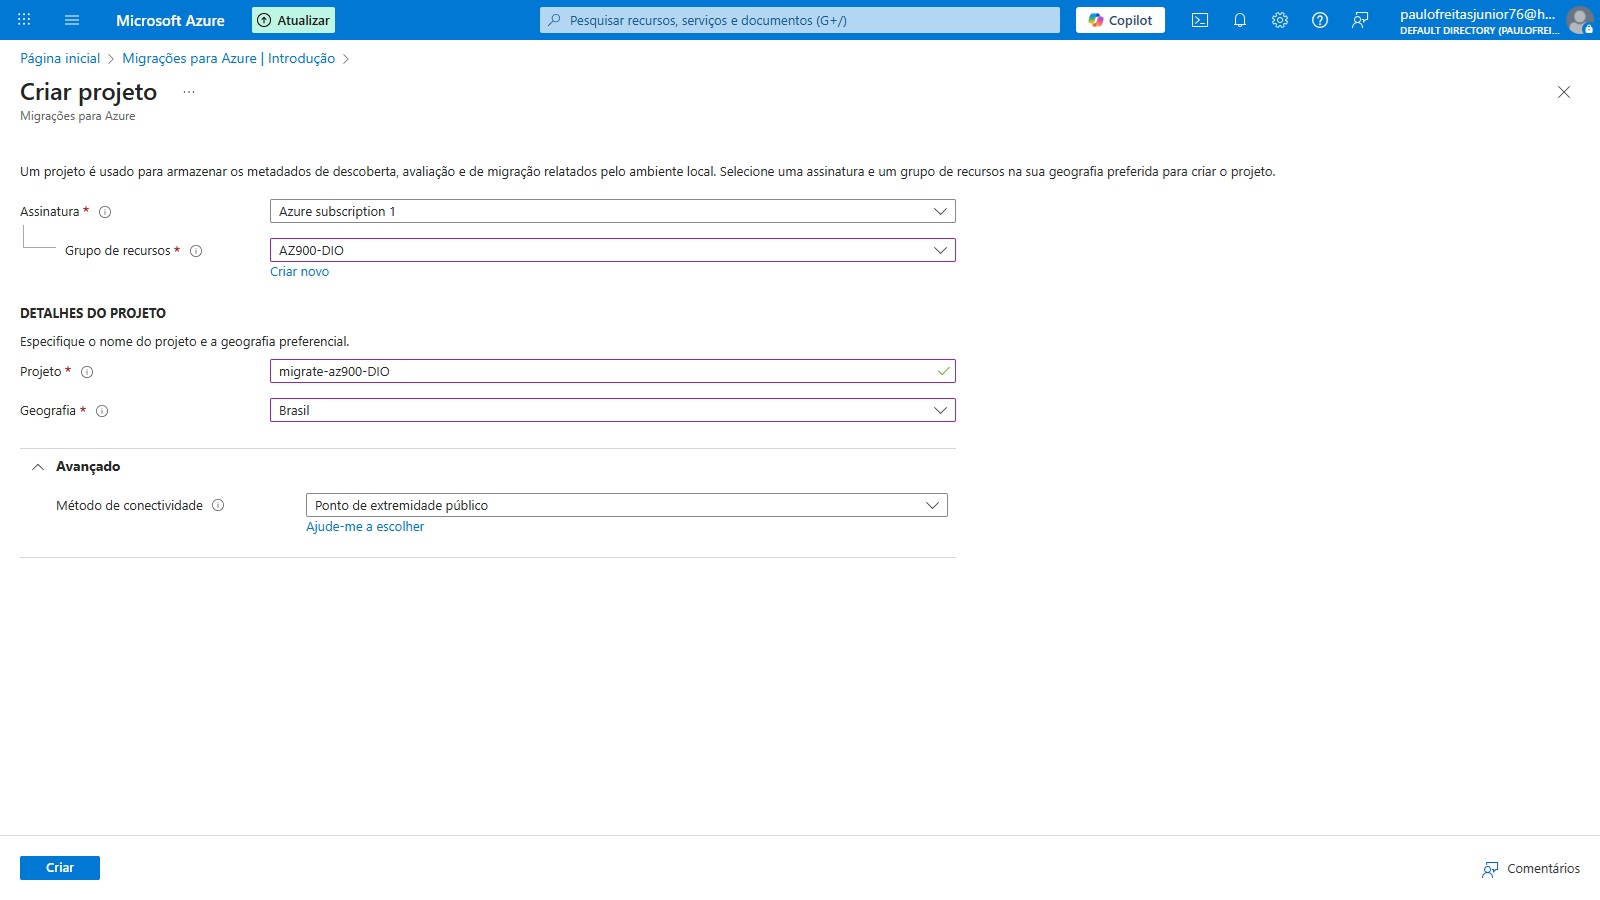 Microsoft Azure
Atualizar
Pesquisar recursos, serviços e documentos (G+/)
Copilot
paulofreitasjunior76@h...
DEFAULT DIRECTORY (PAULOFREI...
Página inicial > Migrações para Azure | Introdução >
Criar projeto ...
Migrações para Azure
Um projeto é usado para armazenar os metadados de descoberta, avaliação e de migração relatados pelo ambiente local. Selecione uma assinatura e um grupo de recursos na sua geografia preferida para criar o projeto.
Assinatura * Azure subscription 1
Grupo de recursos * AZ900-DIO
Criar novo
DETALHES DO PROJETO
Especifique o nome do projeto e a geografia preferencial.
Projeto * migrate-az900-DIO
Geografia * Brasil
Avançado
Método de conectividade Ponto de extremidade público
Ajude-me a escolher
Criar
Comentários